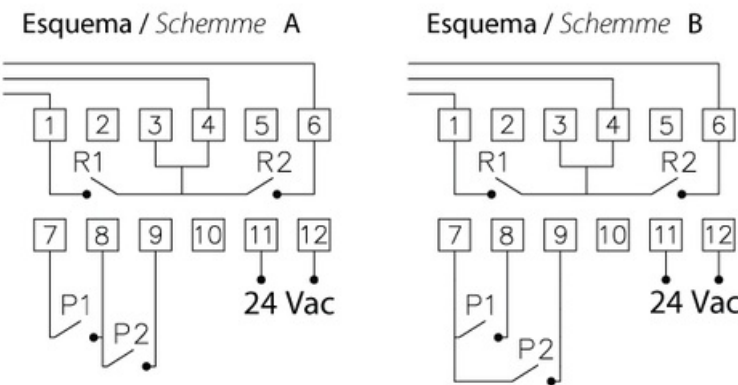 Esquema / Schemme A
Esquema / Schemme B
1 2 3 4 5 6
1 2 3 4 5 6
R1 R2
R1 R2
7 8 9 10 11 12
7 8 9 10 11 12
24 Vac
24 Vac
P1
P2
P1
P2